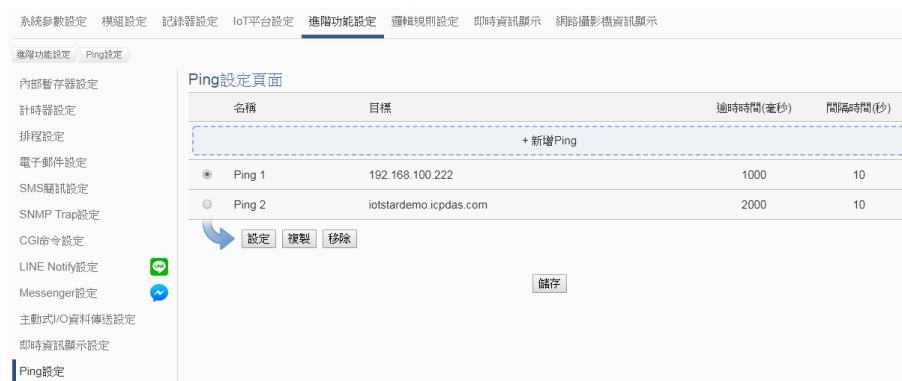 系統參數設定 模組設定 記錄器設定 IoT平台設定 進階功能設定 邏輯規則設定 即時資訊顯示 網路攝影機資訊顯示
進階功能設定 Ping設定
內部暫存器設定
計時器設定
排程設定
電子郵件設定
SMS簡訊設定
SNMP Trap設定
CGI命令設定
LINE Notify設定
Messenger設定
主動式I/O資料傳送設定
即時資訊顯示設定
Ping設定
Ping設定頁面
名稱 目標 逾時時間(毫秒) 間隔時間(秒)
+ 新增Ping
Ping 1 192.168.100.222 1000 10
Ping 2 iotstardemo.icpdas.com 2000 10
設定 複製 移除
儲存